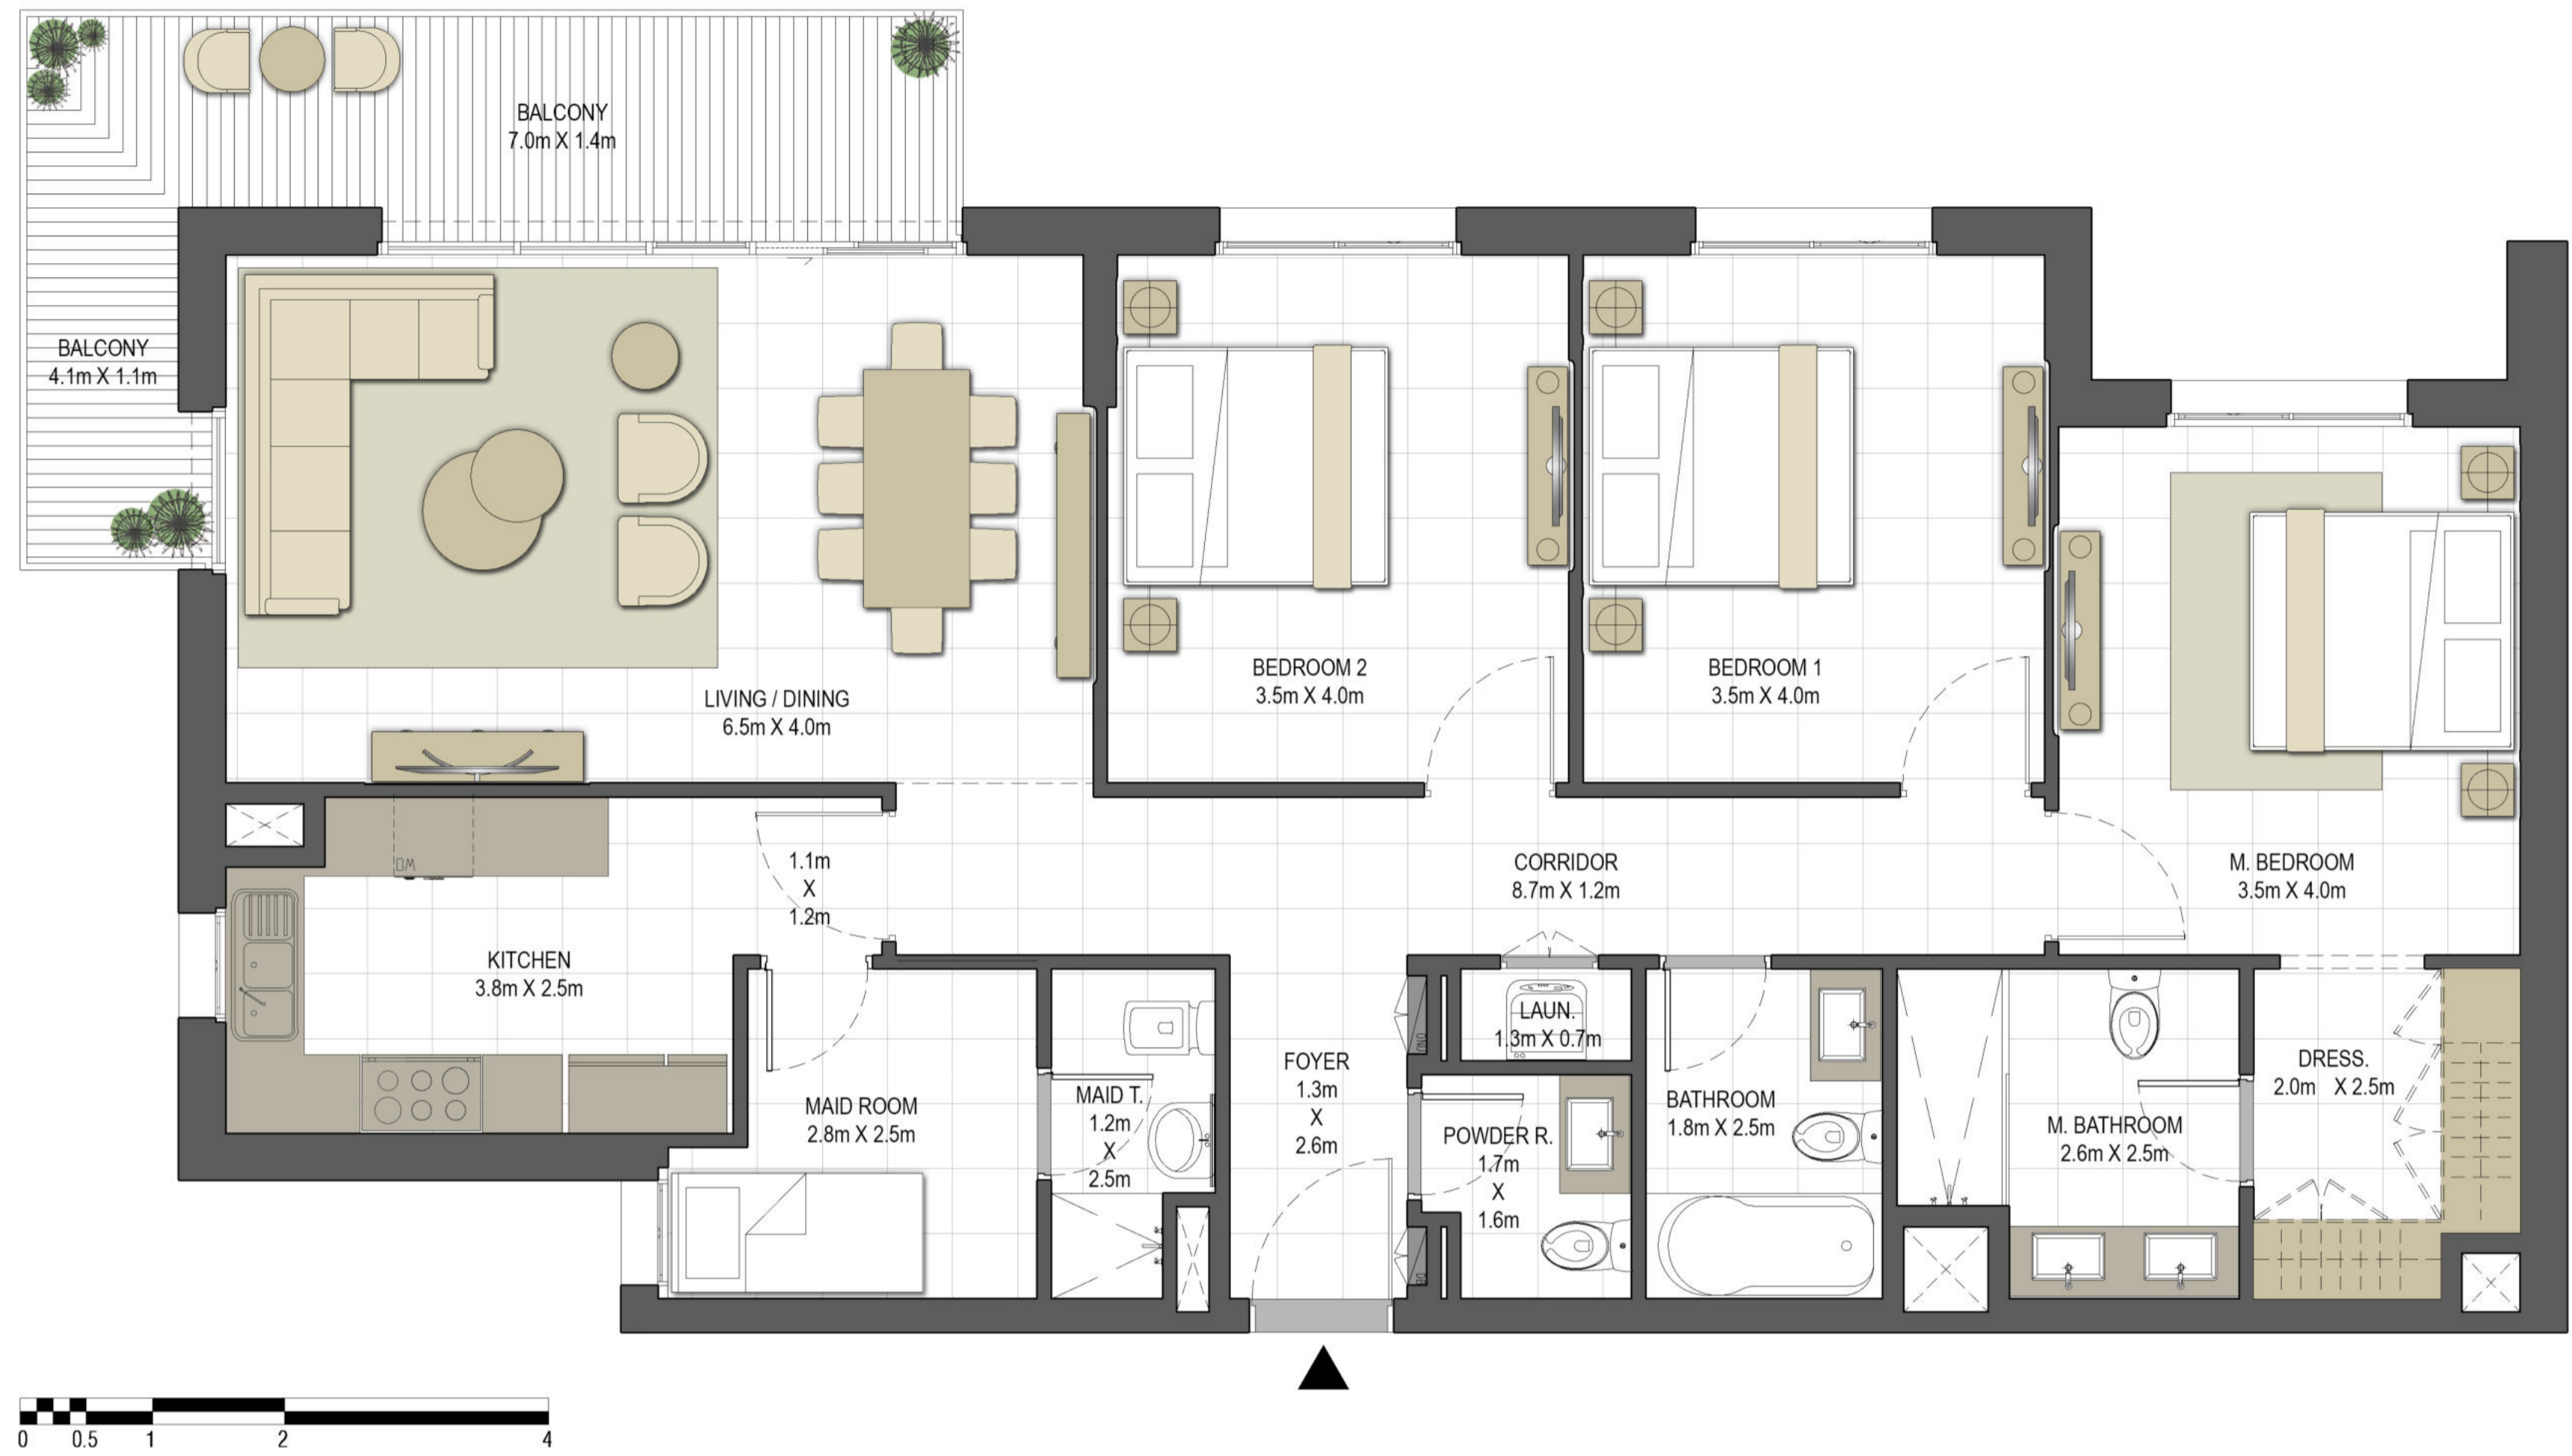 BALCONY
7.0m X 1.4m
BALCONY
4.1m X 1.1m
LIVING / DINING
6.5m X 4.0m
BEDROOM 2
3.5m X 4.0m
BEDROOM 1
3.5m X 4.0m
M. BEDROOM
3.5m X 4.0m
CORRIDOR
8.7m X 1.2m
1.1m
X
1.2m
DW
KITCHEN
3.8m X 2.5m
MAID ROOM
2.8m X 2.5m
MAID T.
1.2m
X
2.5m
FOYER
1.3m
X
2.6m
LAUN.
1.3m X 0.7m
POWDER R.
1.7m
X
1.6m
BATHROOM
1.8m X 2.5m
M. BATHROOM
2.6m X 2.5m
DRESS.
2.0m X 2.5m
0 0.5 1 2 4